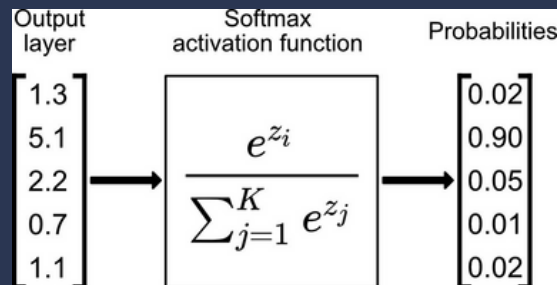 Output
layer
Softmax
activation function
Probabilities
1.3
5.1
2.2
0.7
1.1
e^{z_i}
∑_{j=1}^{K} e^{z_j}
0.02
0.90
0.05
0.01
0.02